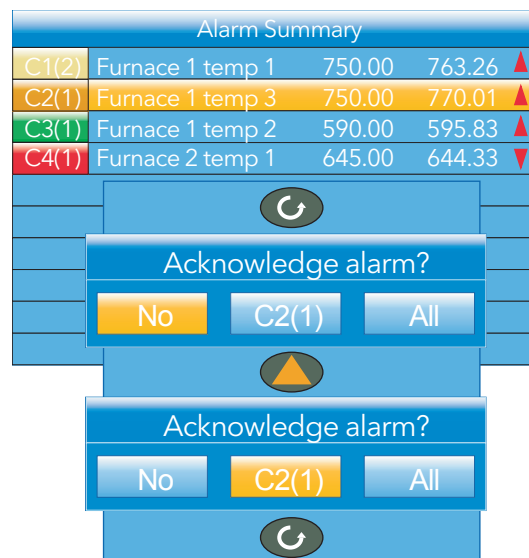 Alarm Summary
C1(2) Furnace 1 temp 1 750.00 763.26
C2(1) Furnace 1 temp 3 750.00 770.01
C3(1) Furnace 1 temp 2 590.00 595.83
C4(1) Furnace 2 temp 1 645.00 644.33
Acknowledge alarm?
No C2(1) All
Acknowledge alarm?
No C2(1) All